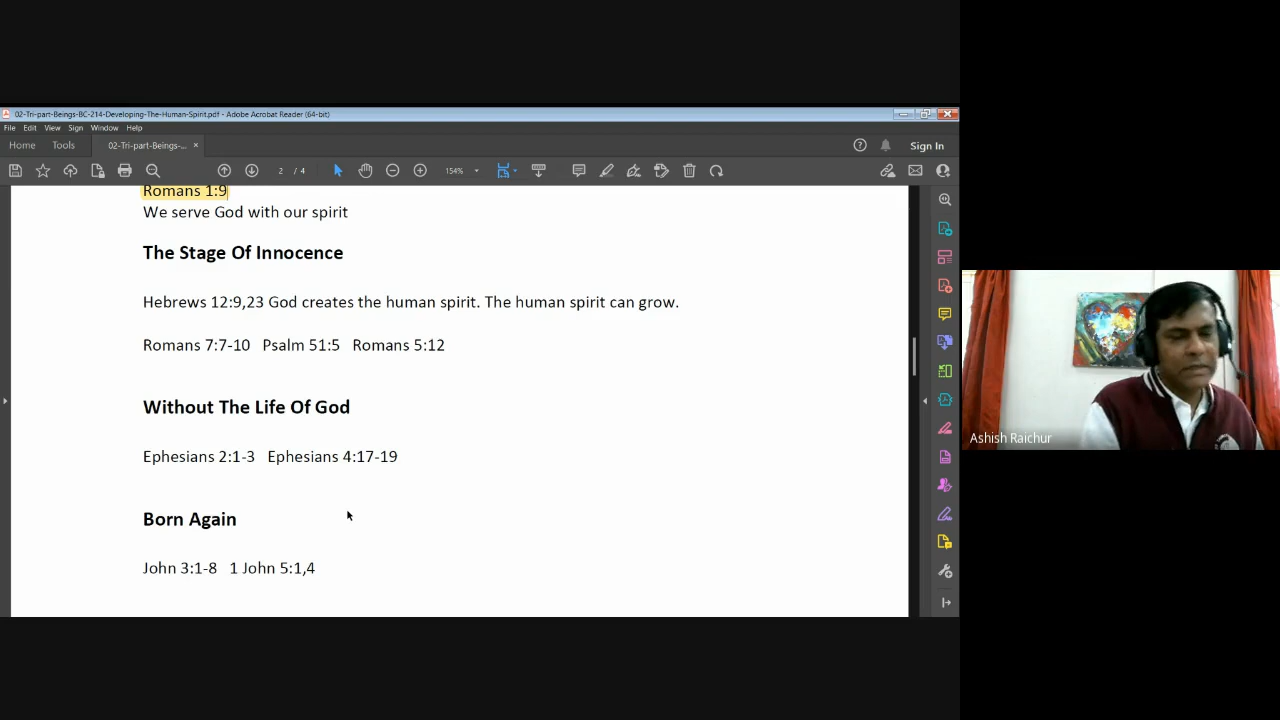 02-Tri-part-Beings-BC-214-Developing-The-Human-Spirit.pdf - Adobe Acrobat Reader (64-bit)
File Edit View Sign Window Help
Home Tools 02-Tri-part-Beings-... × Sign In
2 / 4 154%
Romans 1:9
We serve God with our spirit
The Stage Of Innocence
Hebrews 12:9,23 God creates the human spirit. The human spirit can grow.
Romans 7:7-10 Psalm 51:5 Romans 5:12
Without The Life Of God
Ephesians 2:1-3 Ephesians 4:17-19
Born Again
John 3:1-8 1 John 5:1,4
Ashish Raichur